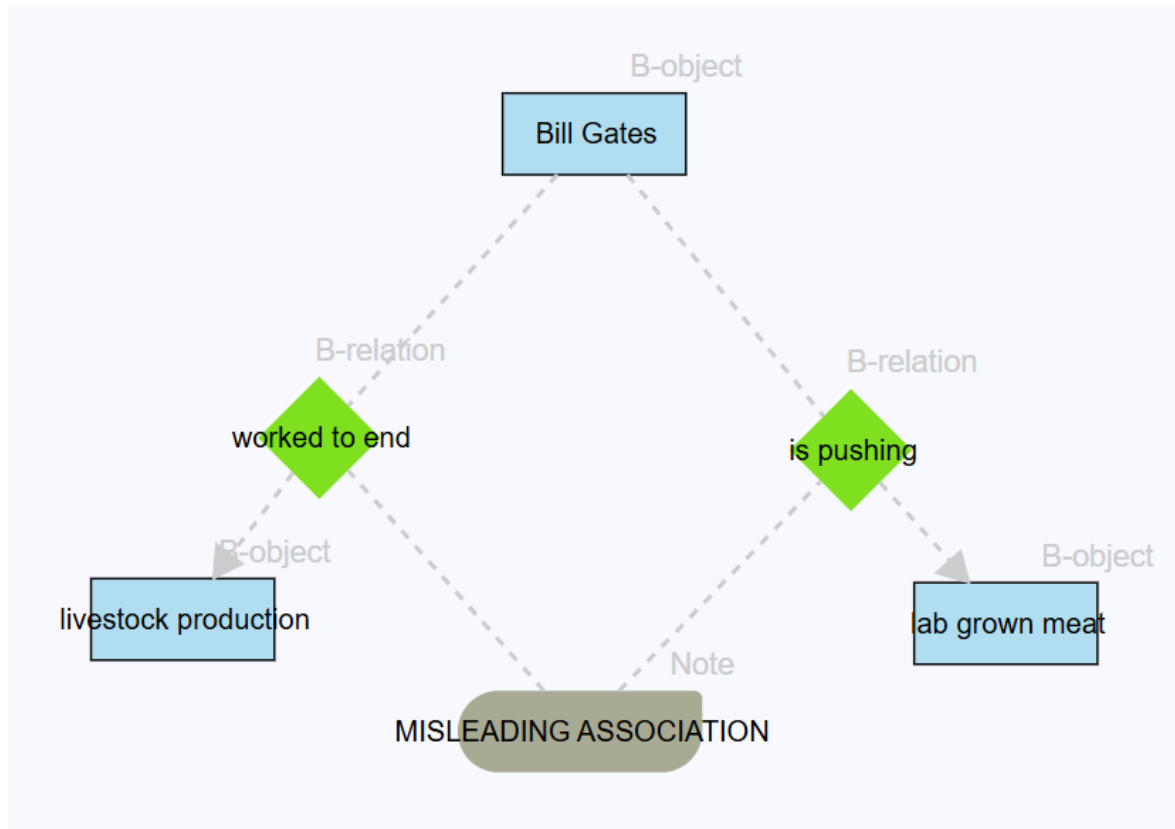 B-object
Bill Gates
B-relation
B-relation
worked to end
is pushing
B-object
B-object
livestock production
lab grown meat
Note
MISLEADING ASSOCIATION